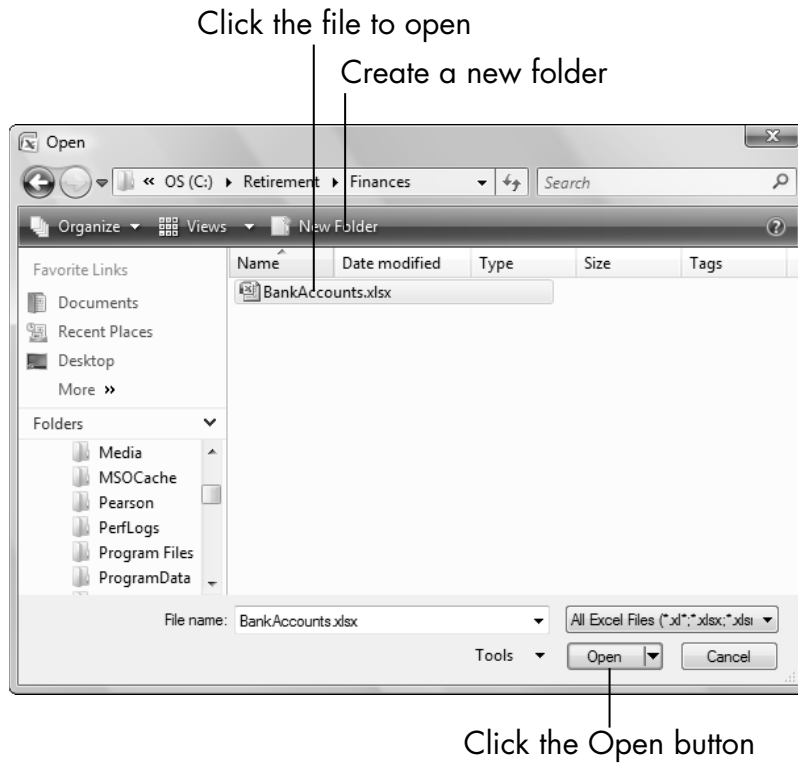 Click the file to open
Create a new folder
Open
« OS (C:) Retirement Finances
Search
Organize Views New Folder
Favorite Links
Documents
Recent Places
Desktop
More »
Folders
Media
MSOCache
Pearson
PerfLogs
Program Files
ProgramData
Name Date modified Type Size Tags
BankAccounts.xlsx
File name: BankAccounts.xlsx
All Excel Files (*.xl*;*.xlsx;*.xlsı
Tools Open Cancel
Click the Open button